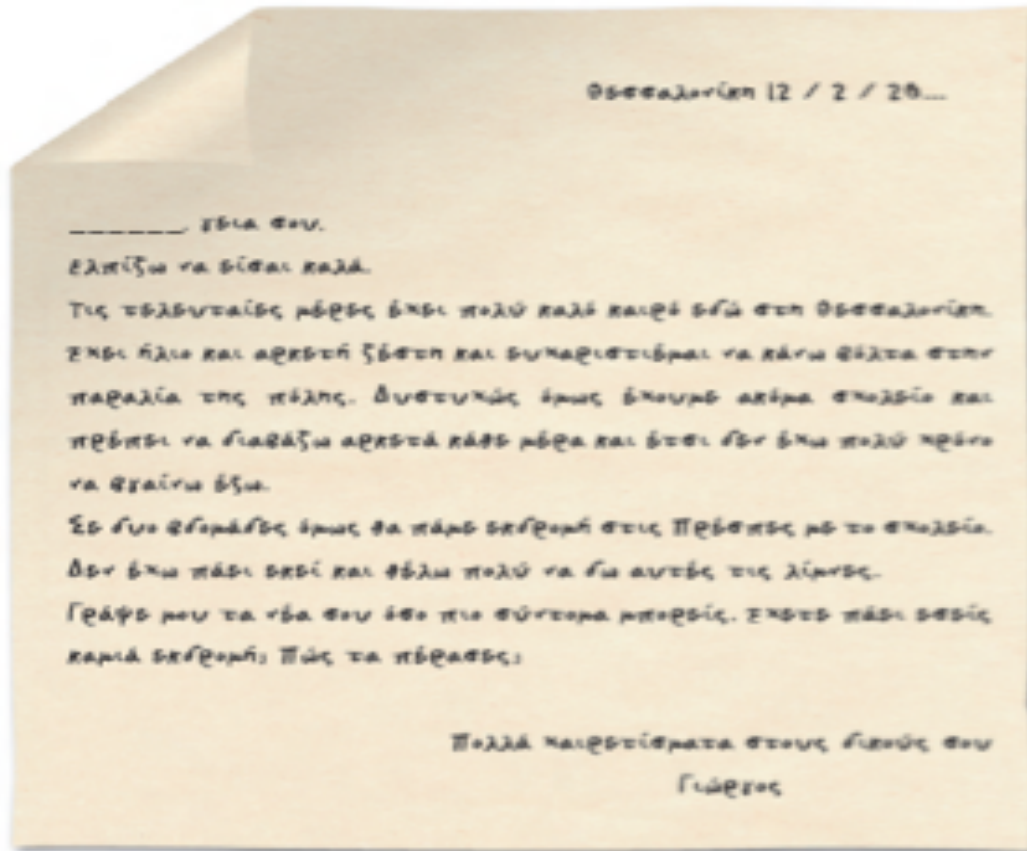 Θεσσαλονίκη 12 / 2 / 20....
______, γεια σου.
Ελπίζω να είσαι καλά.
Τις τελευταίες μέρες έχει πολύ καλό καιρό εδώ στη Θεσσαλονίκη.
Έχει ήλιο και αρκετή ζέστη και ευχαριστιέμαι να κάνω βόλτα στην
παραλία της πόλης. Δυστυχώς όμως έχουμε ακόμα σχολείο και
πρέπει να διαβάζω αρκετά κάθε μέρα και έτσι δεν έχω πολύ χρόνο
να βγαίνω έξω.
Σε δυο βδομάδες όμως θα πάμε εκδρομή στις Πρέσπες με το σχολείο.
Δεν έχω πάει εκεί και θέλω πολύ να δω αυτές τις λίμνες.
Γράψε μου τα νέα σου όσο πιο σύντομα μπορείς. Έχετε πάει εσείς
καμιά εκδρομή; Πώς τα πέρασες;
Πολλά χαιρετίσματα στους δικούς σου
Γιώργος